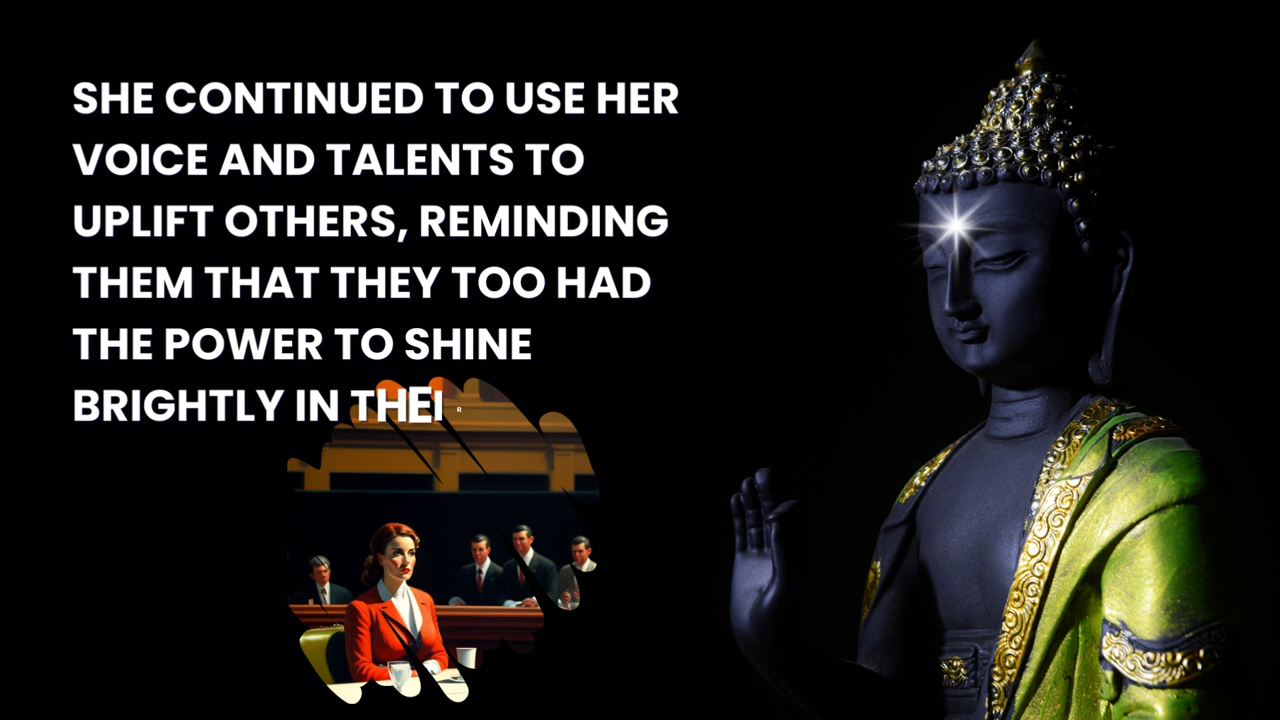 SHE CONTINUED TO USE HER
VOICE AND TALENTS TO
UPLIFT OTHERS, REMINDING
THEM THAT THEY TOO HAD
THE POWER TO SHINE
BRIGHTLY IN THEI R